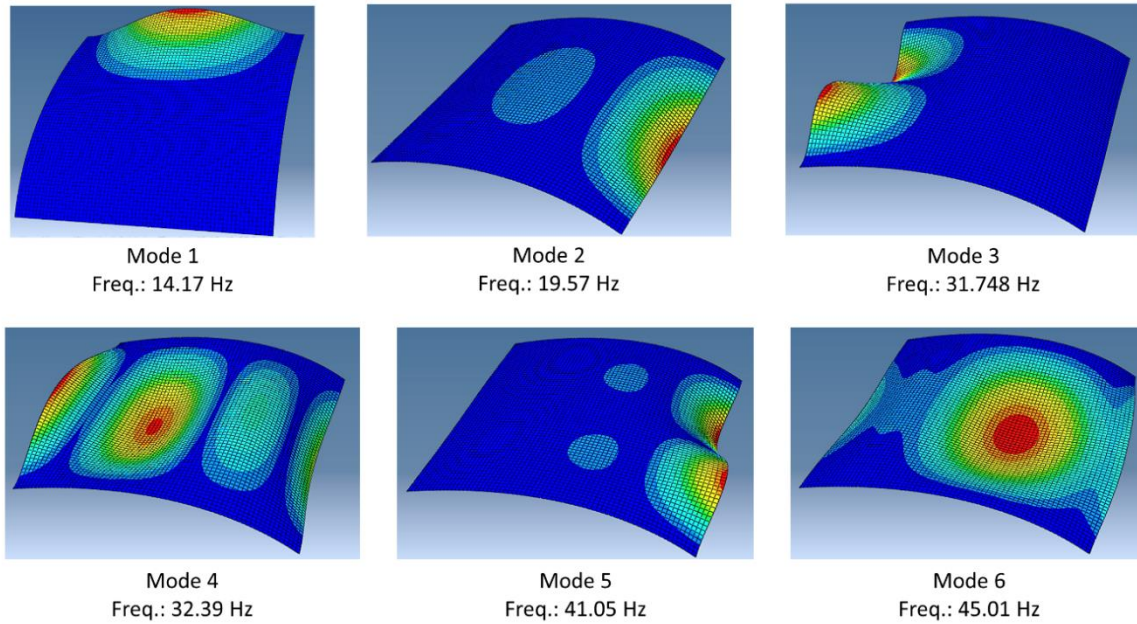 Mode 1
Freq.: 14.17 Hz
Mode 2
Freq.: 19.57 Hz
Mode 3
Freq.: 31.748 Hz
Mode 4
Freq.: 32.39 Hz
Mode 5
Freq.: 41.05 Hz
Mode 6
Freq.: 45.01 Hz